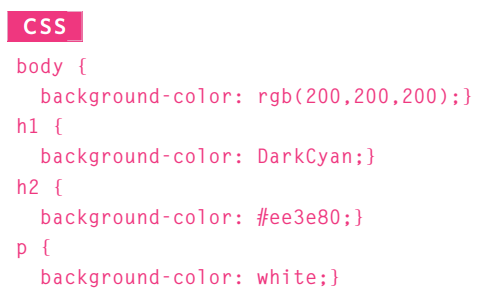 CSS
body {
  background-color: rgb(200,200,200);}
h1 {
  background-color: DarkCyan;}
h2 {
  background-color: #ee3e80;}
p {
  background-color: white;}